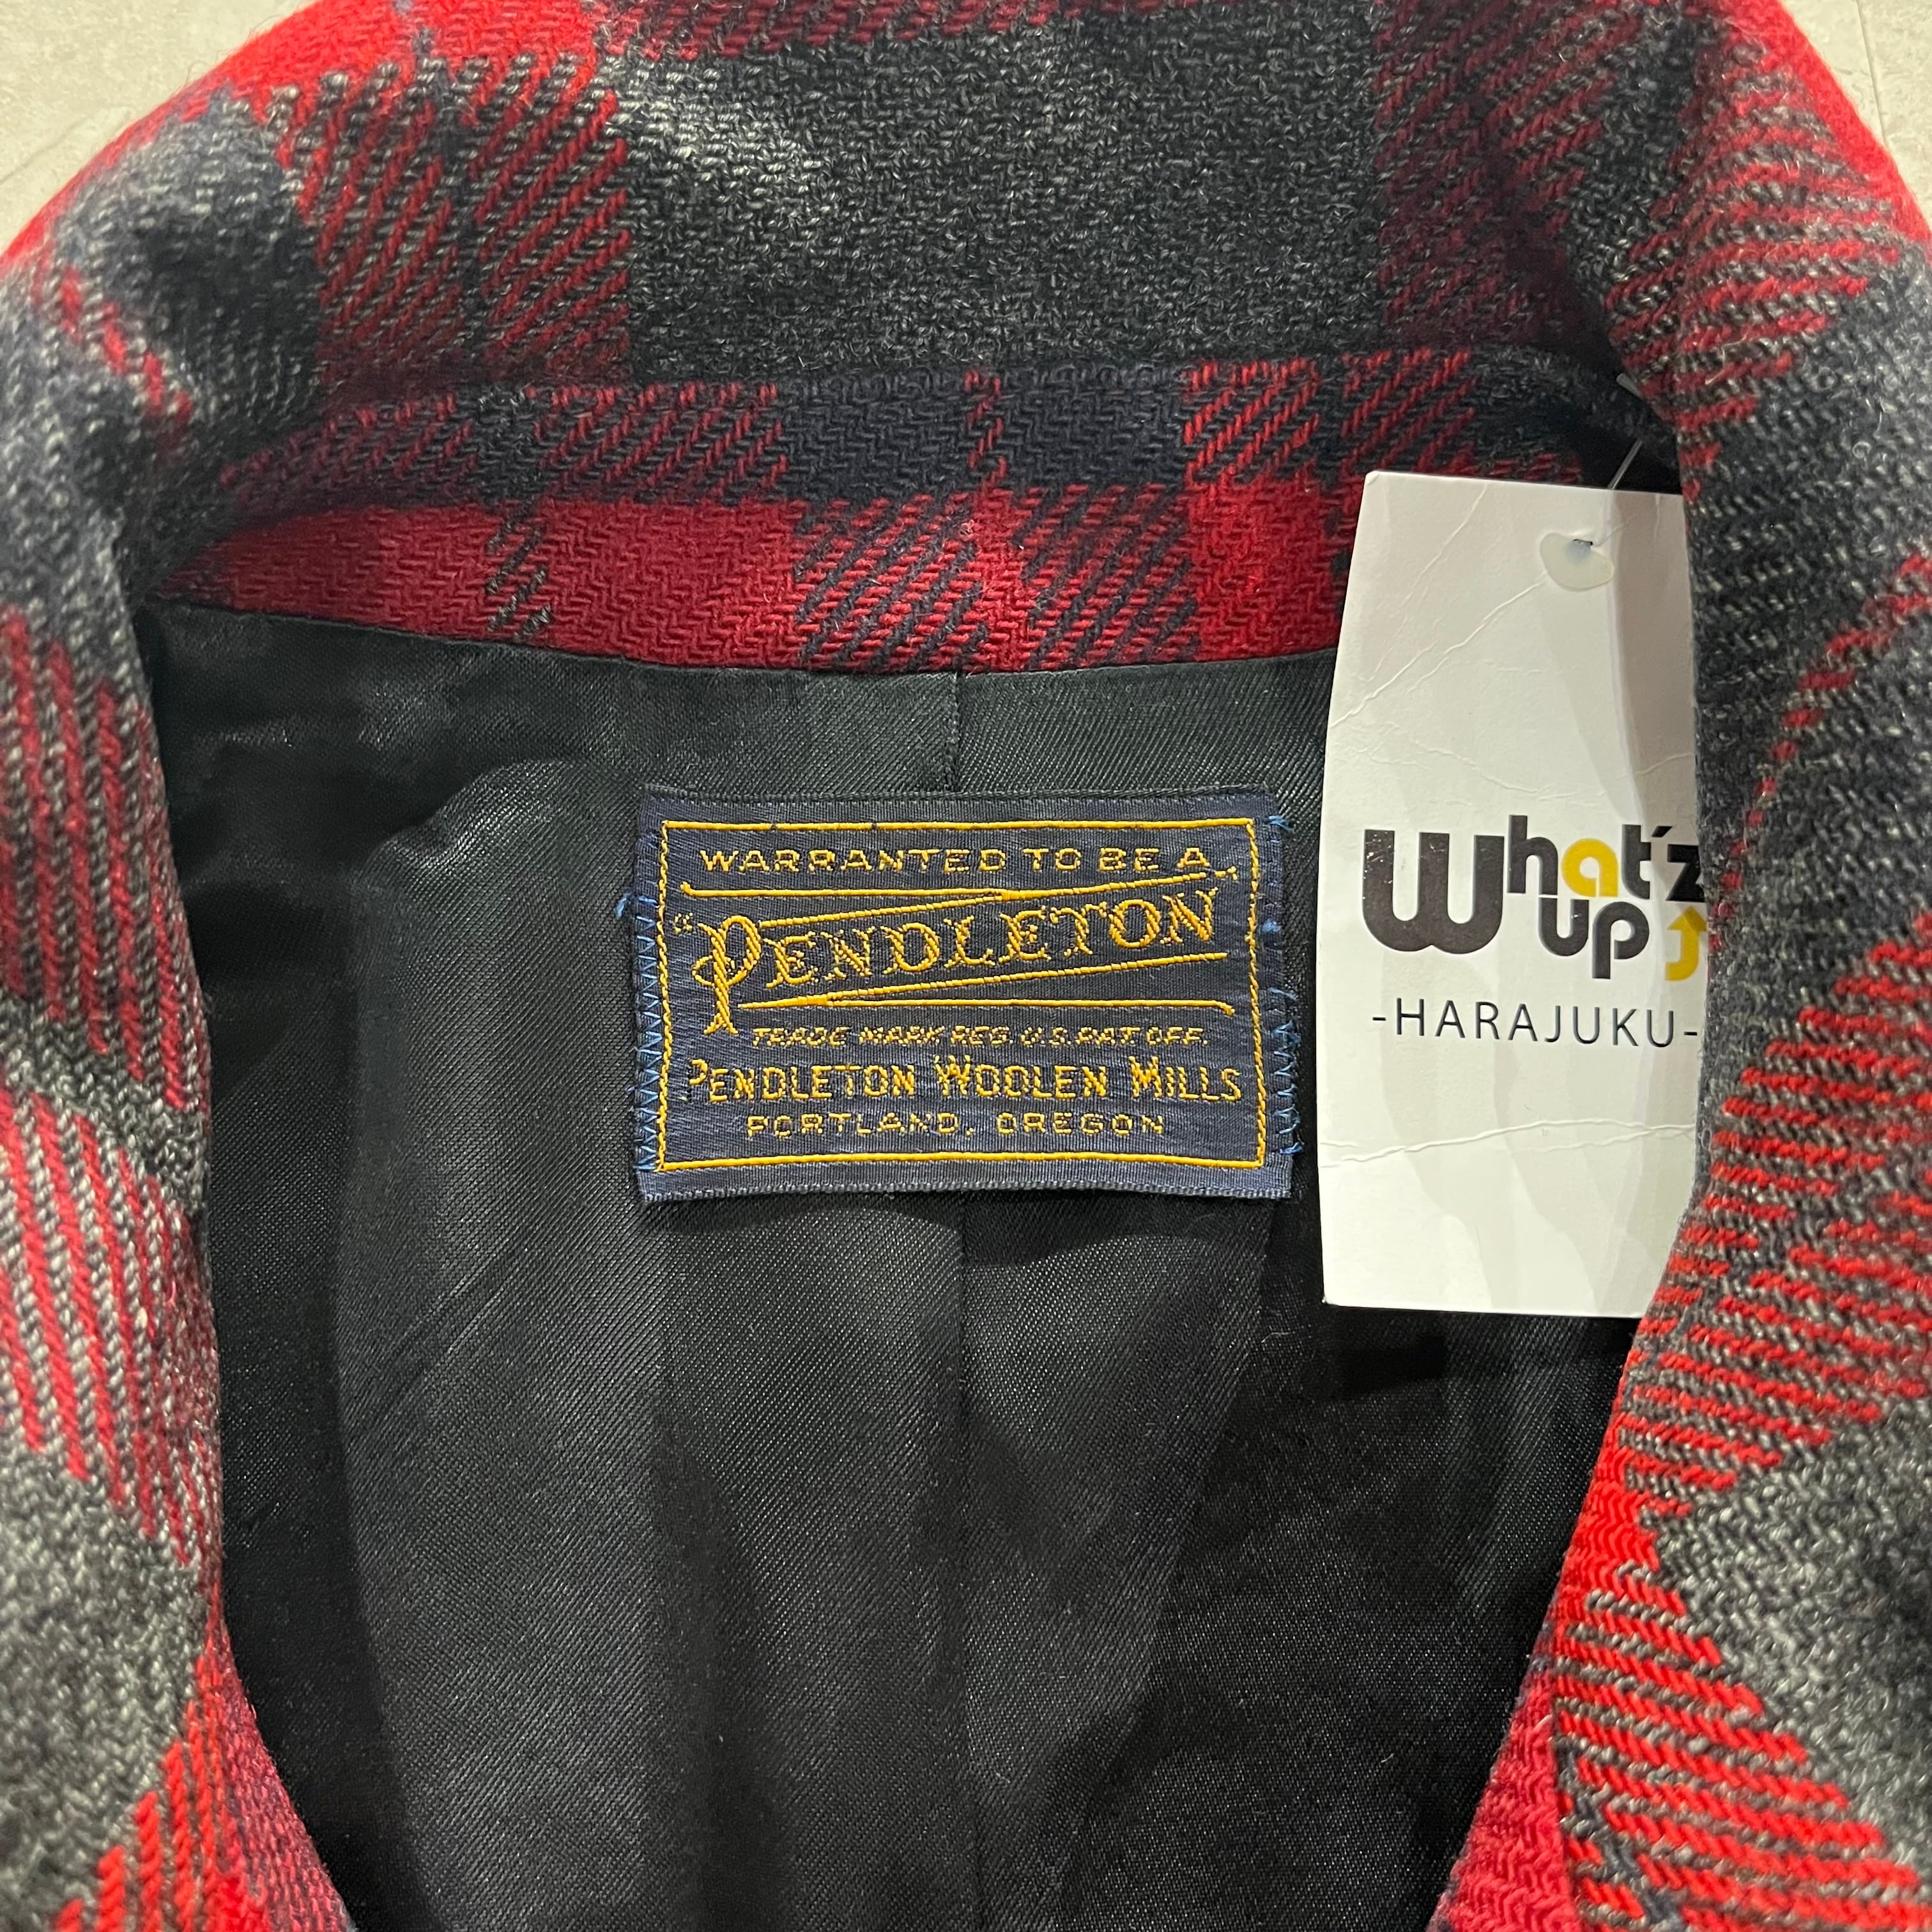 WARRANTED TO BE A
"PENDLETON"
TRADE MARK REG. U.S. PAT. OFF.
PENDLETON WOOLEN MILLS
PORTLAND, OREGON
What'z
up
-HARAJUKU-